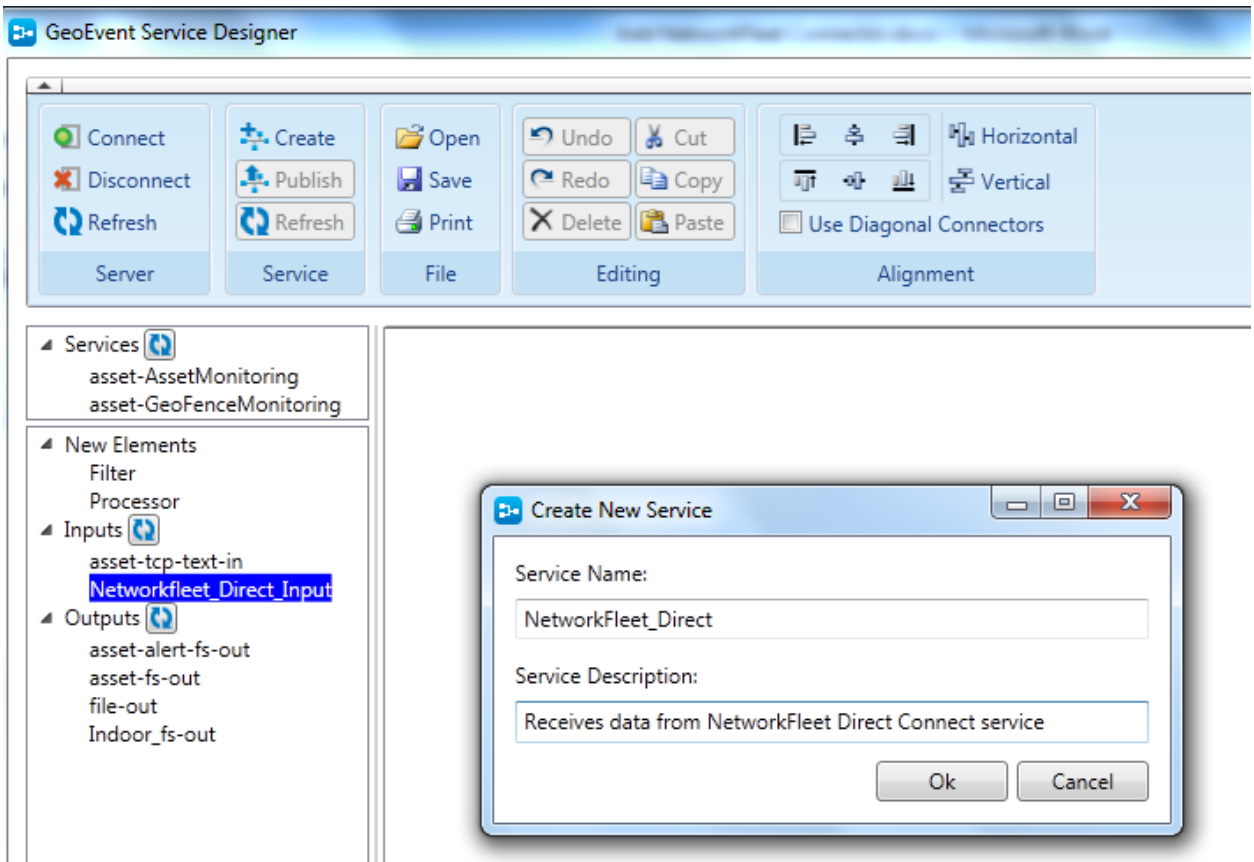 GeoEvent Service Designer
Connect
Create
Open
Undo
Cut
Horizontal
Disconnect
Publish
Save
Redo
Copy
Vertical
Refresh
Refresh
Print
Delete
Paste
Use Diagonal Connectors
Server
Service
File
Editing
Alignment
Services
asset-AssetMonitoring
asset-GeoFenceMonitoring
New Elements
Filter
Processor
Inputs
asset-tcp-text-in
Networkfleet_Direct_Input
Outputs
asset-alert-fs-out
asset-fs-out
file-out
Indoor_fs-out
Create New Service
Service Name:
NetworkFleet_Direct
Service Description:
Receives data from NetworkFleet Direct Connect service
Ok
Cancel